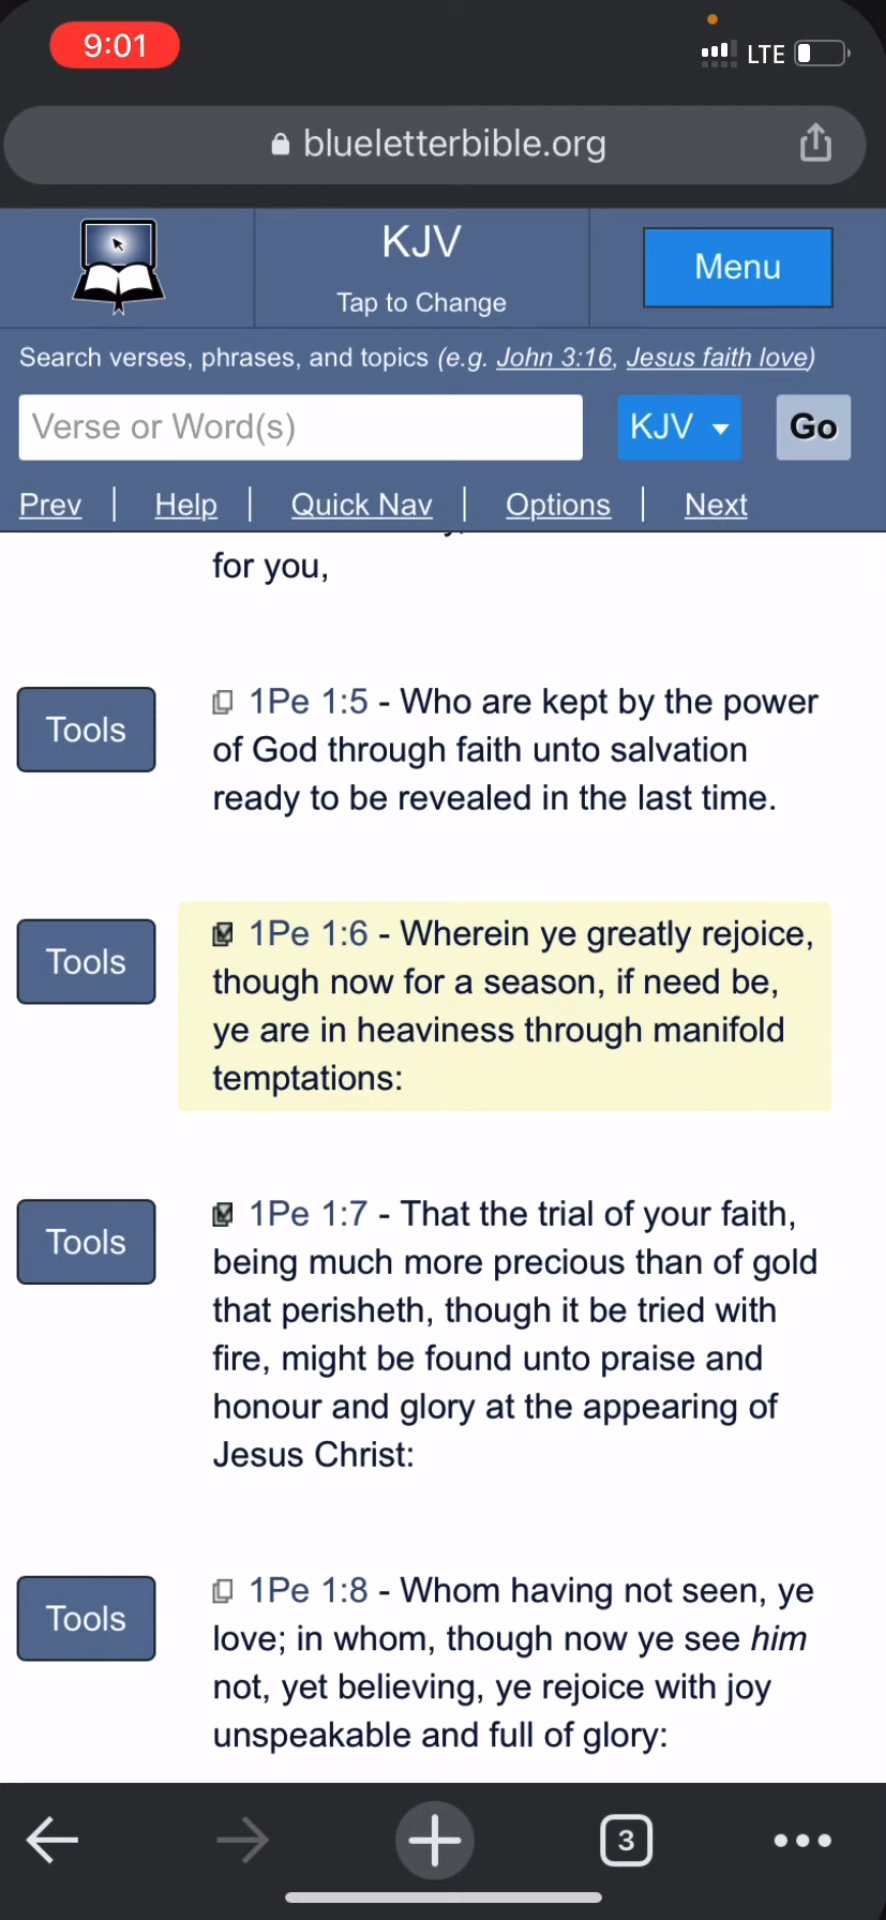 9:01
LTE
blueletterbible.org
KJV
Tap to Change
Menu
Search verses, phrases, and topics (e.g. John 3:16, Jesus faith love)
Verse or Word(s)
KJV
Go
Prev | Help | Quick Nav | Options | Next
for you,
Tools
1Pe 1:5 - Who are kept by the power
of God through faith unto salvation
ready to be revealed in the last time.
Tools
1Pe 1:6 - Wherein ye greatly rejoice,
though now for a season, if need be,
ye are in heaviness through manifold
temptations:
Tools
1Pe 1:7 - That the trial of your faith,
being much more precious than of gold
that perisheth, though it be tried with
fire, might be found unto praise and
honour and glory at the appearing of
Jesus Christ:
Tools
1Pe 1:8 - Whom having not seen, ye
love; in whom, though now ye see him
not, yet believing, ye rejoice with joy
unspeakable and full of glory:
3